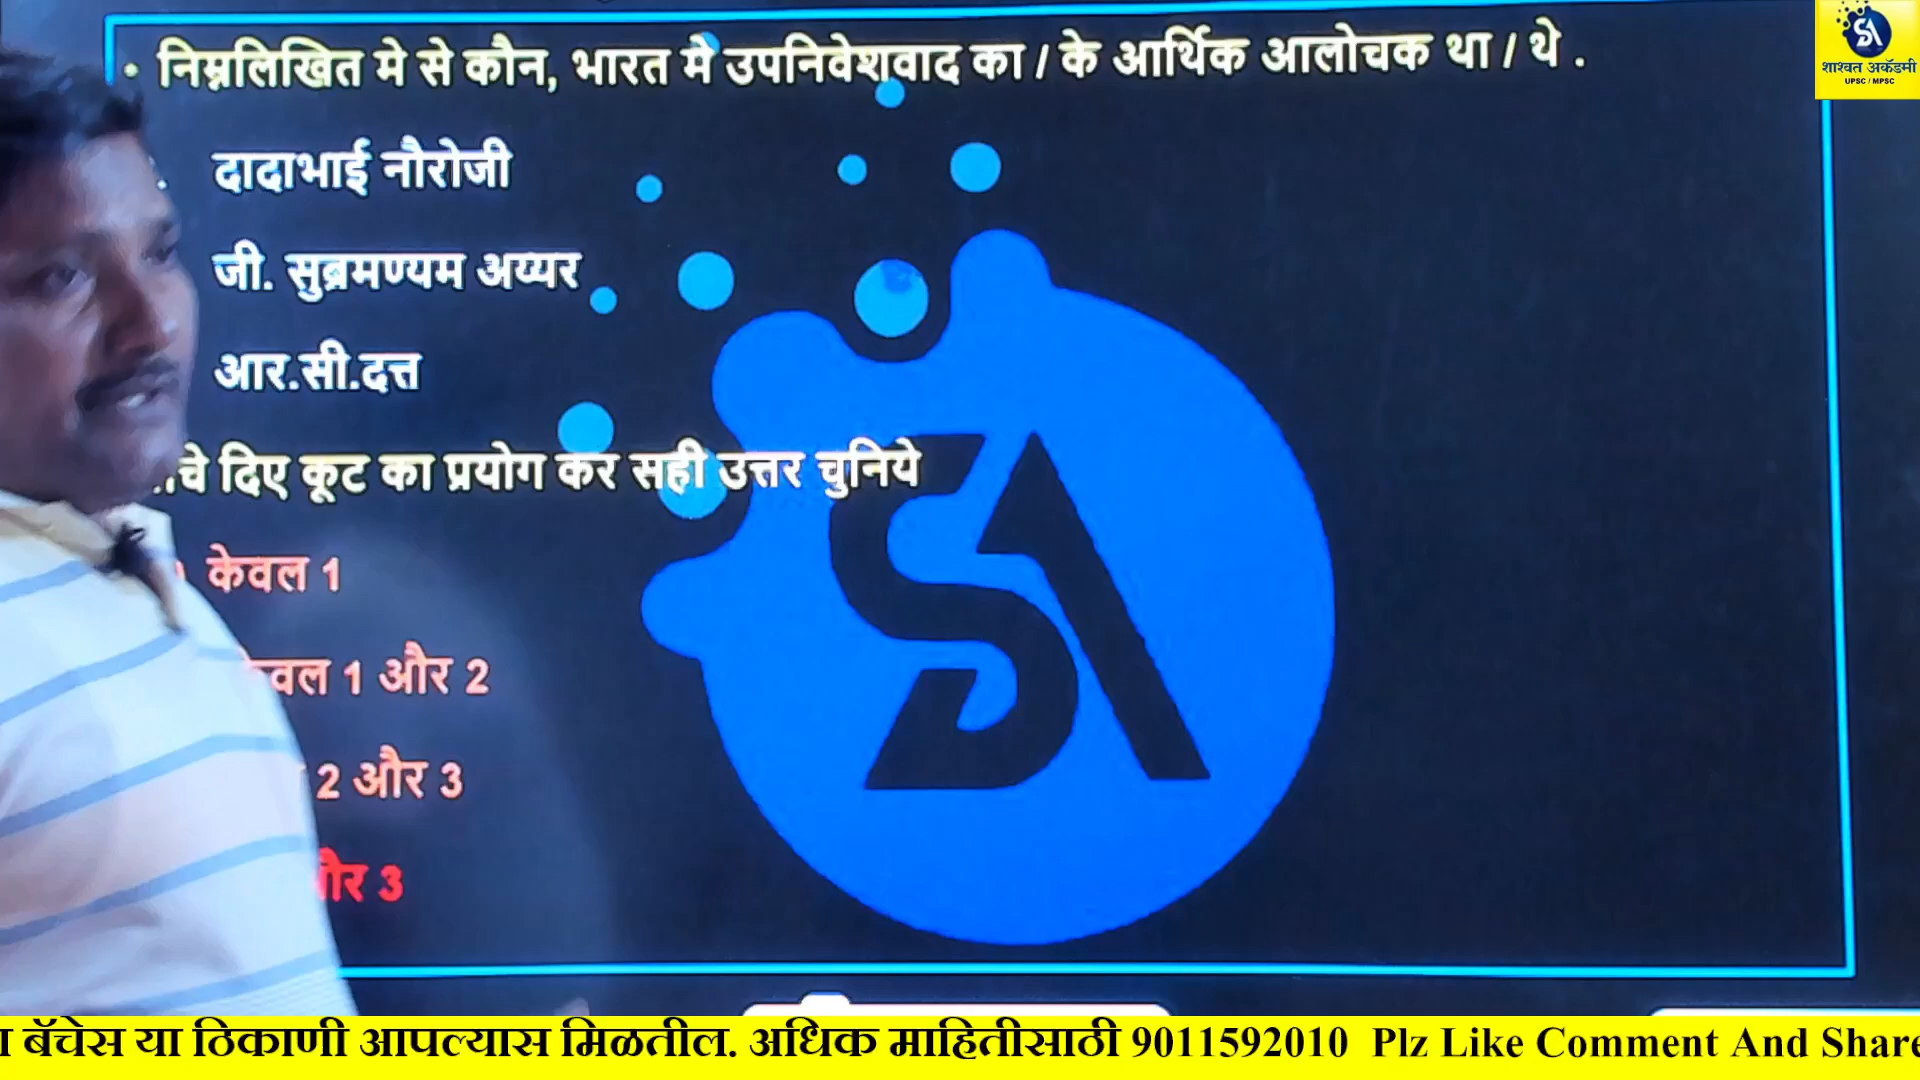 • निम्नलिखित मे से कौन, भारत में उपनिवेशवाद का / के आर्थिक आलोचक था / थे .
दादाभाई नौरोजी
जी. सुब्रमण्यम अय्यर
आर.सी.दत्त
दिए कूट का प्रयोग कर सही उत्तर चुनिये
केवल 1
1 और 2
2 और 3
3
SA
शाश्वत अकॅडमी
UPSC / MPSC
बॅचेस या ठिकाणी आपल्यास मिळतील. अधिक माहितीसाठी 9011592010 Plz Like Comment And Share